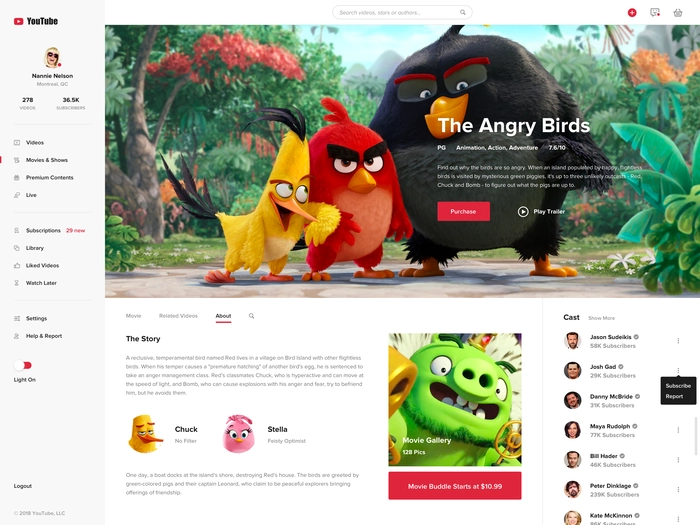 YouTube
Search videos, stars or authors...
Nannie Nelson
Montreal, QC
278
VIDEOS
36.5K
SUBSCRIBERS
Videos
Movies & Shows
Premium Contents
Live
Subscriptions 29 new
Library
Liked Videos
Watch Later
Settings
Help & Report
Light On
Logout
© 2018 YouTube, LLC
The Angry Birds
PG Animation, Action, Adventure 7.6/10
Find out why the birds are so angry. When an island populated by happy, flightless
birds is visited by mysterious green piggies, it's up to three unlikely outcasts - Red,
Chuck and Bomb - to figure out what the pigs are up to.
Purchase
Play Trailer
Movie Related Videos About
The Story
A reclusive, temperamental bird named Red lives in a village on Bird Island with other flightless
birds. When his temper causes a "premature hatching" of another bird's egg, he is sentenced to
take an anger management class. Red's classmates Chuck, who is hyperactive and can move at
the speed of light, and Bomb, who can cause explosions with his anger and fear, try to befriend
him, but he avoids them.
Chuck
No Filter
Stella
Feisty Optimist
One day, a boat docks at the island's shore, destroying Red's house. The birds are greeted by
green-colored pigs and their captain Leonard, who claim to be peaceful explorers bringing
offerings of friendship.
Movie Gallery
128 Pics
Movie Buddle Starts at $10.99
Cast Show More
Jason Sudeikis
58K Subscribers
Josh Gad
29K Subscribers
Subscribe
Report
Danny McBride
31K Subscribers
Maya Rudolph
77K Subscribers
Bill Hader
46K Subscribers
Peter Dinklage
239K Subscribers
Kate McKinnon
86K Subscribers